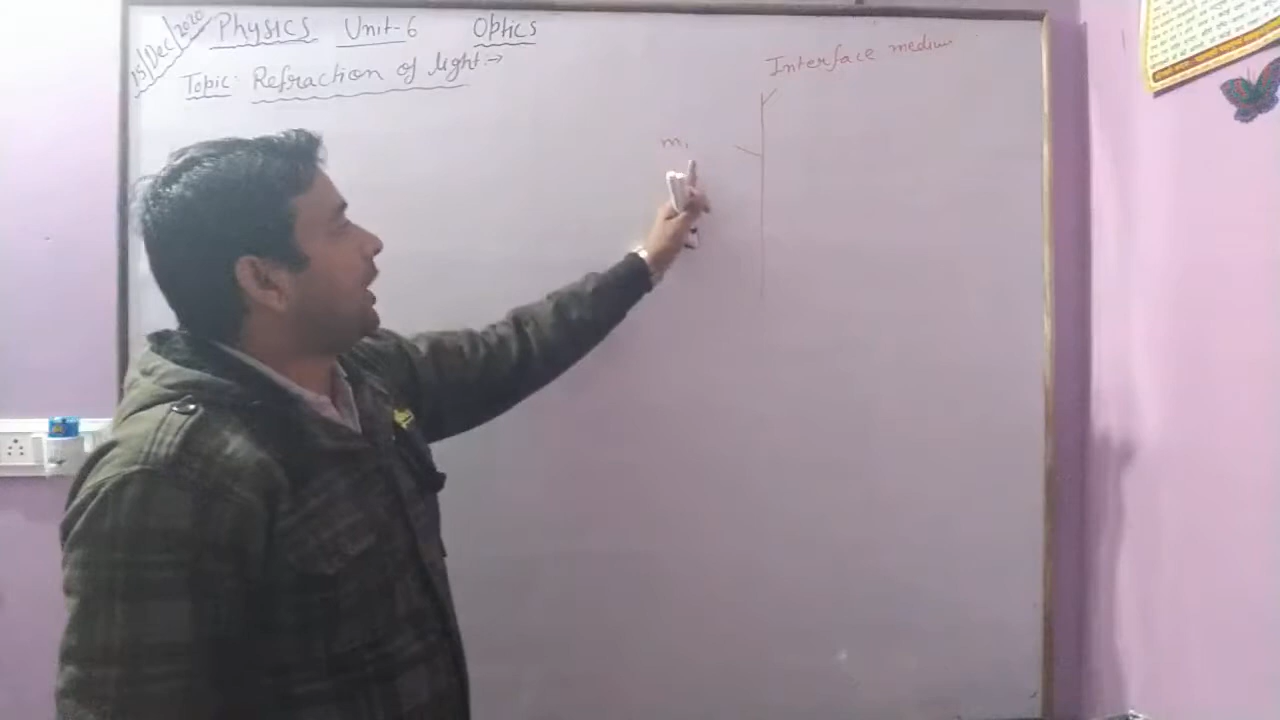 15/Dec/2020
Physics Unit-6 Optics
Topic: Refraction of light:→
Interface medium
m₁